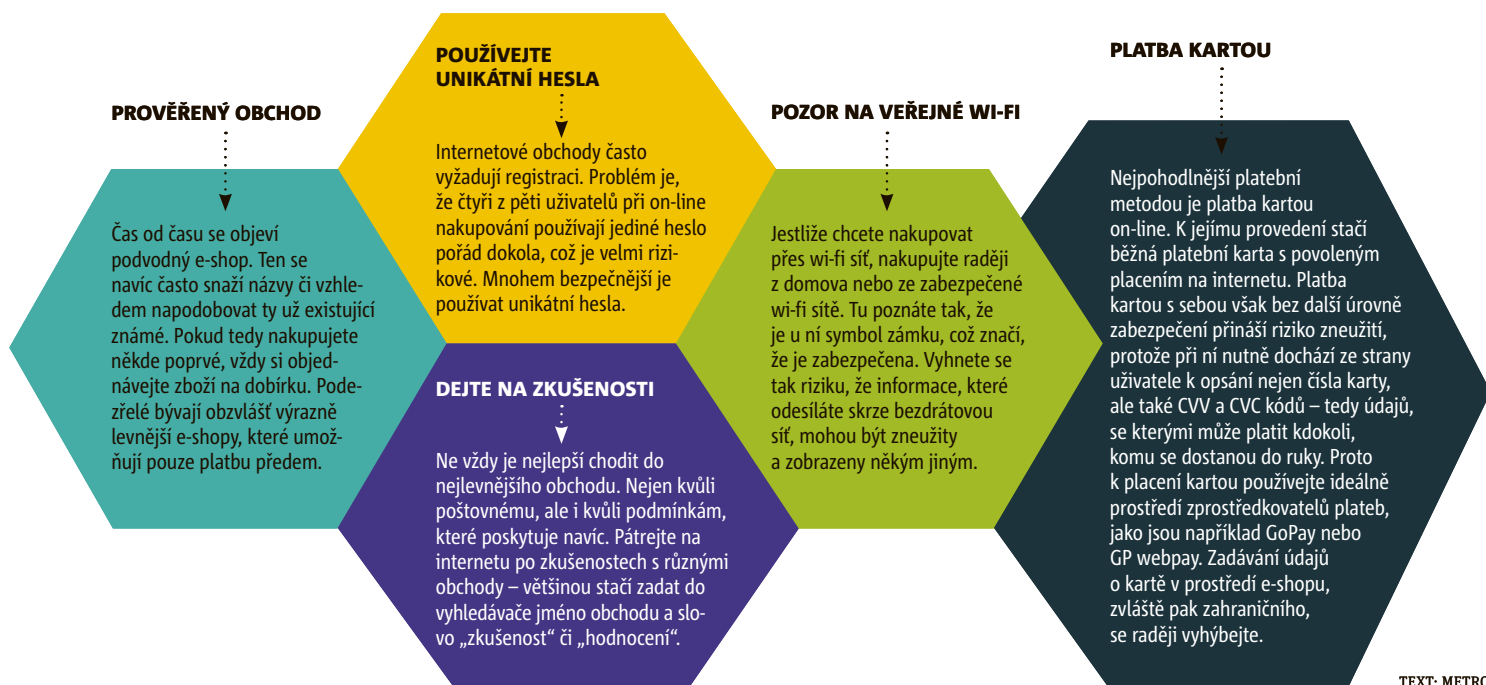 PROVĚŘENÝ OBCHOD
Čas od času se objeví
podvodný e-shop. Ten se
navíc často snaží názvy či vzhle-
dem napodobovat ty už existující
známé. Pokud tedy nakupujete
někde poprvé, vždy si objed-
návejte zboží na dobírku. Pode-
zřelé bývají obzvlášť výrazně
levnější e-shopy, které umož-
ňují pouze platbu předem.
POUŽÍVEJTE
UNIKÁTNÍ HESLA
Internetové obchody často
vyžadují registraci. Problém je,
že čtyři z pěti uživatelů při on-line
nakupování používají jediné heslo
pořád dokola, což je velmi rizi-
kové. Mnohem bezpečnější je
používat unikátní hesla.
DEJTE NA ZKUŠENOSTI
Ne vždy je nejlepší chodit do
nejlevnějšího obchodu. Nejen kvůli
poštovnému, ale i kvůli podmínkám,
které poskytuje navíc. Pátrejte na
internetu po zkušenostech s různými
obchody – většinou stačí zadat do
vyhledávače jméno obchodu a slo-
vo „zkušenost“ či „hodnocení“.
POZOR NA VEŘEJNÉ WI-FI
Jestliže chcete nakupovat
přes wi-fi síť, nakupujte raději
z domova nebo ze zabezpečené
wi-fi sítě. Tu poznáte tak, že
je u ní symbol zámku, což značí,
že je zabezpečena. Vyhnete se
tak riziku, že informace, které
odesíláte skrze bezdrátovou
síť, mohou být zneužity
a zobrazeny někým jiným.
PLATBA KARTOU
Nejpohodlnější platební
metodou je platba kartou
on-line. K jejímu provedení stačí
běžná platební karta s povoleným
placením na internetu. Platba
kartou s sebou však bez další úrovně
zabezpečení přináší riziko zneužití,
protože při ní nutně dochází ze strany
uživatele k opsání nejen čísla karty,
ale také CVV a CVC kódů – tedy údajů,
se kterými může platit kdokoli,
komu se dostanou do ruky. Proto
k placení kartou používejte ideálně
prostředí zprostředkovatelů plateb,
jako jsou například GoPay nebo
GP webpay. Zadávání údajů
o kartě v prostředí e-shopu,
zvláště pak zahraničního,
se raději vyhýbejte.
TEXT: METRO